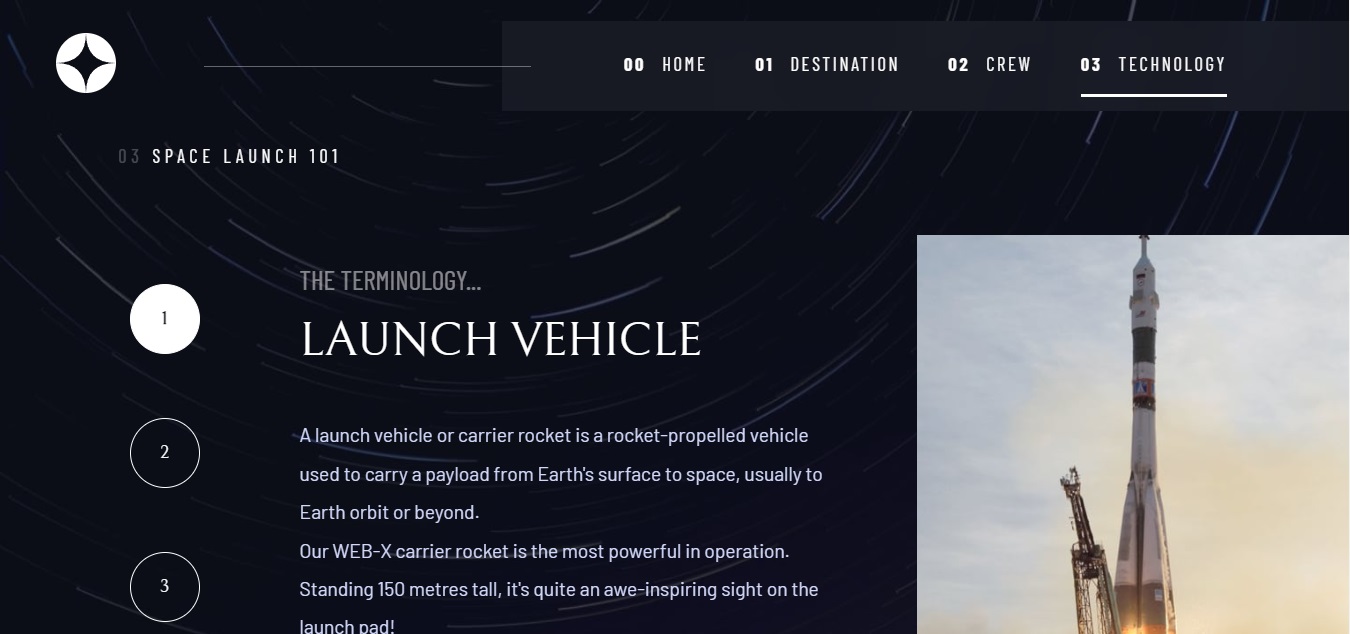 00 HOME 01 DESTINATION 02 CREW 03 TECHNOLOGY
03 SPACE LAUNCH 101
THE TERMINOLOGY...
LAUNCH VEHICLE
1
2
3
A launch vehicle or carrier rocket is a rocket-propelled vehicle
used to carry a payload from Earth's surface to space, usually to
Earth orbit or beyond.
Our WEB-X carrier rocket is the most powerful in operation.
Standing 150 metres tall, it's quite an awe-inspiring sight on the
launch pad!